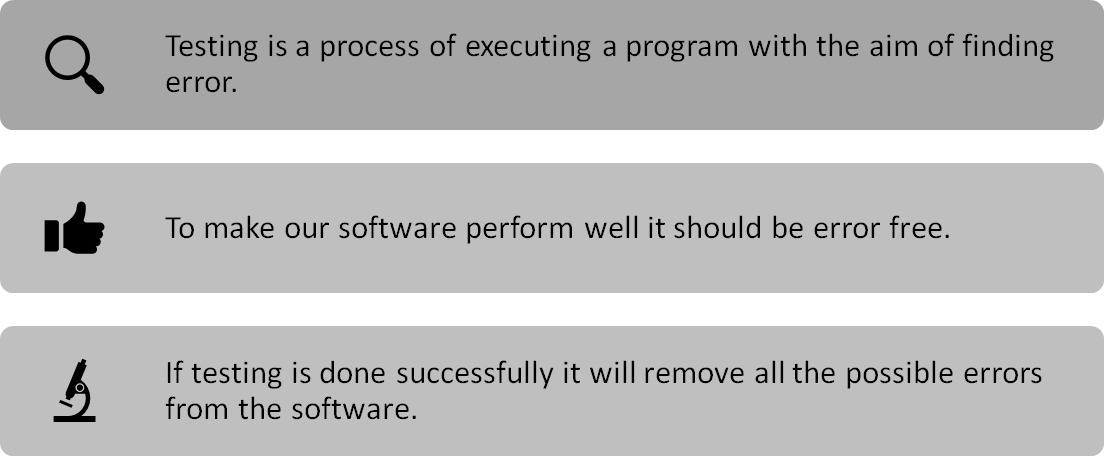 Testing is a process of executing a program with the aim of finding
error.
To make our software perform well it should be error free.
If testing is done successfully it will remove all the possible errors
from the software.